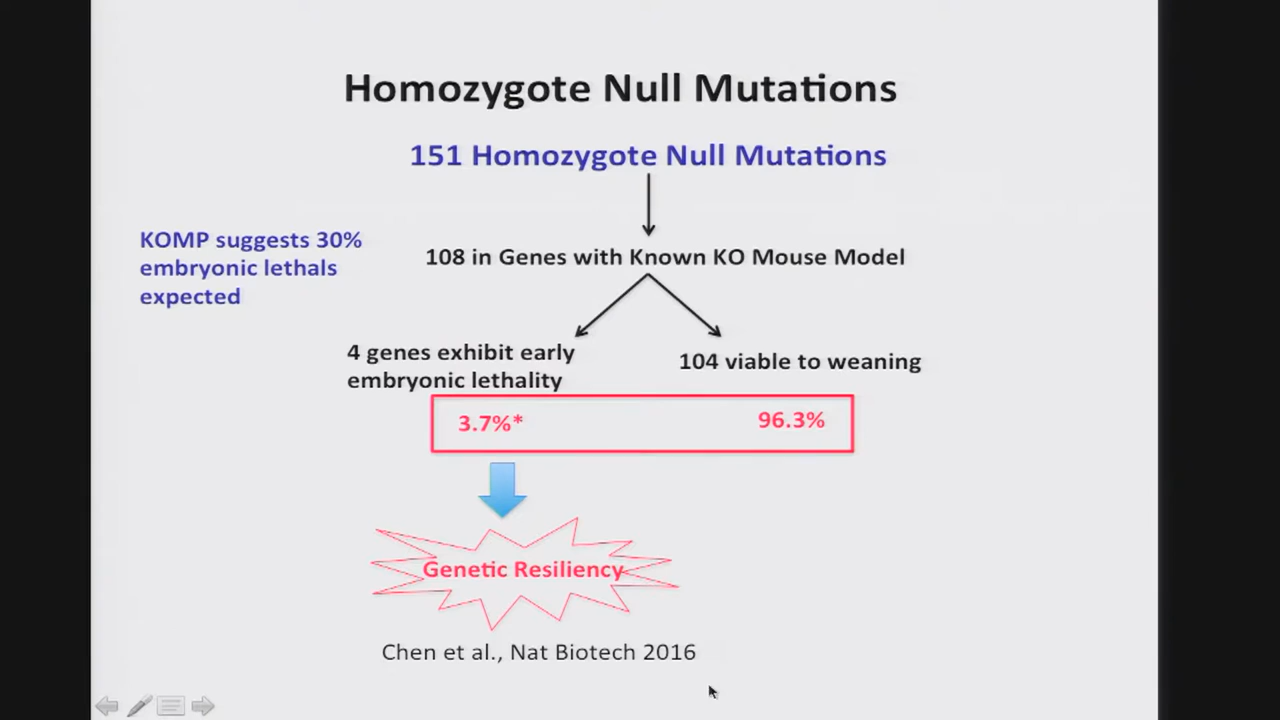 Homozygote Null Mutations
151 Homozygote Null Mutations
KOMP suggests 30%
embryonic lethals
expected
108 in Genes with Known KO Mouse Model
4 genes exhibit early
embryonic lethality
104 viable to weaning
3.7%*
96.3%
Genetic Resiliency
Chen et al., Nat Biotech 2016